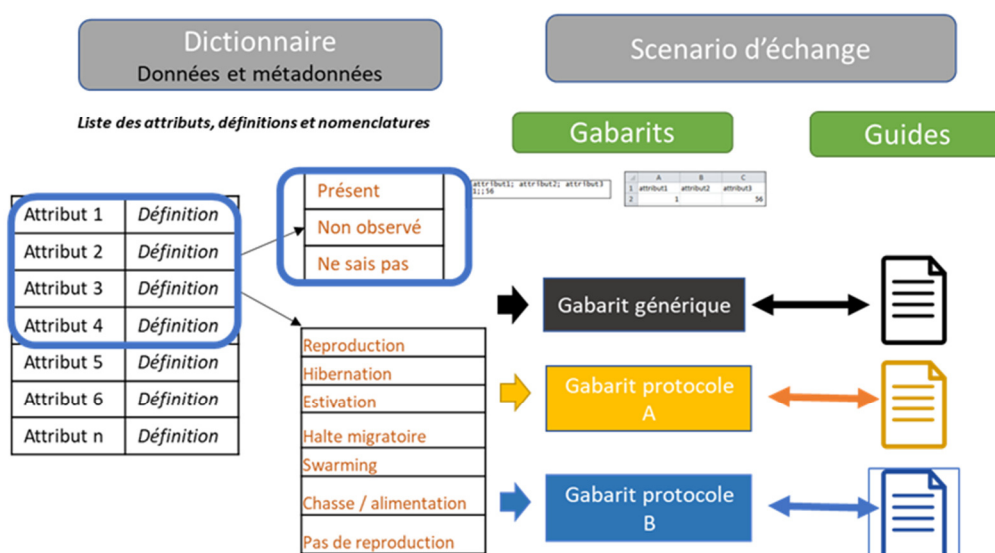 Dictionnaire
Données et métadonnées
Scenario d'échange
Liste des attributs, définitions et nomenclatures
Gabarits
Guides
Attribut 1 Définition
Attribut 2 Définition
Attribut 3 Définition
Attribut 4 Définition
Attribut 5 Définition
Attribut 6 Définition
Attribut n Définition
Présent
Non observé
Ne sais pas
attribut1; attribut2; attribut3
1;;56
A B C
1 attribut1 attribut2 attribut3
2 1 56
Reproduction
Hibernation
Estivation
Halte migratoire
Swarming
Chasse / alimentation
Pas de reproduction
Gabarit générique
Gabarit protocole
A
Gabarit protocole
B